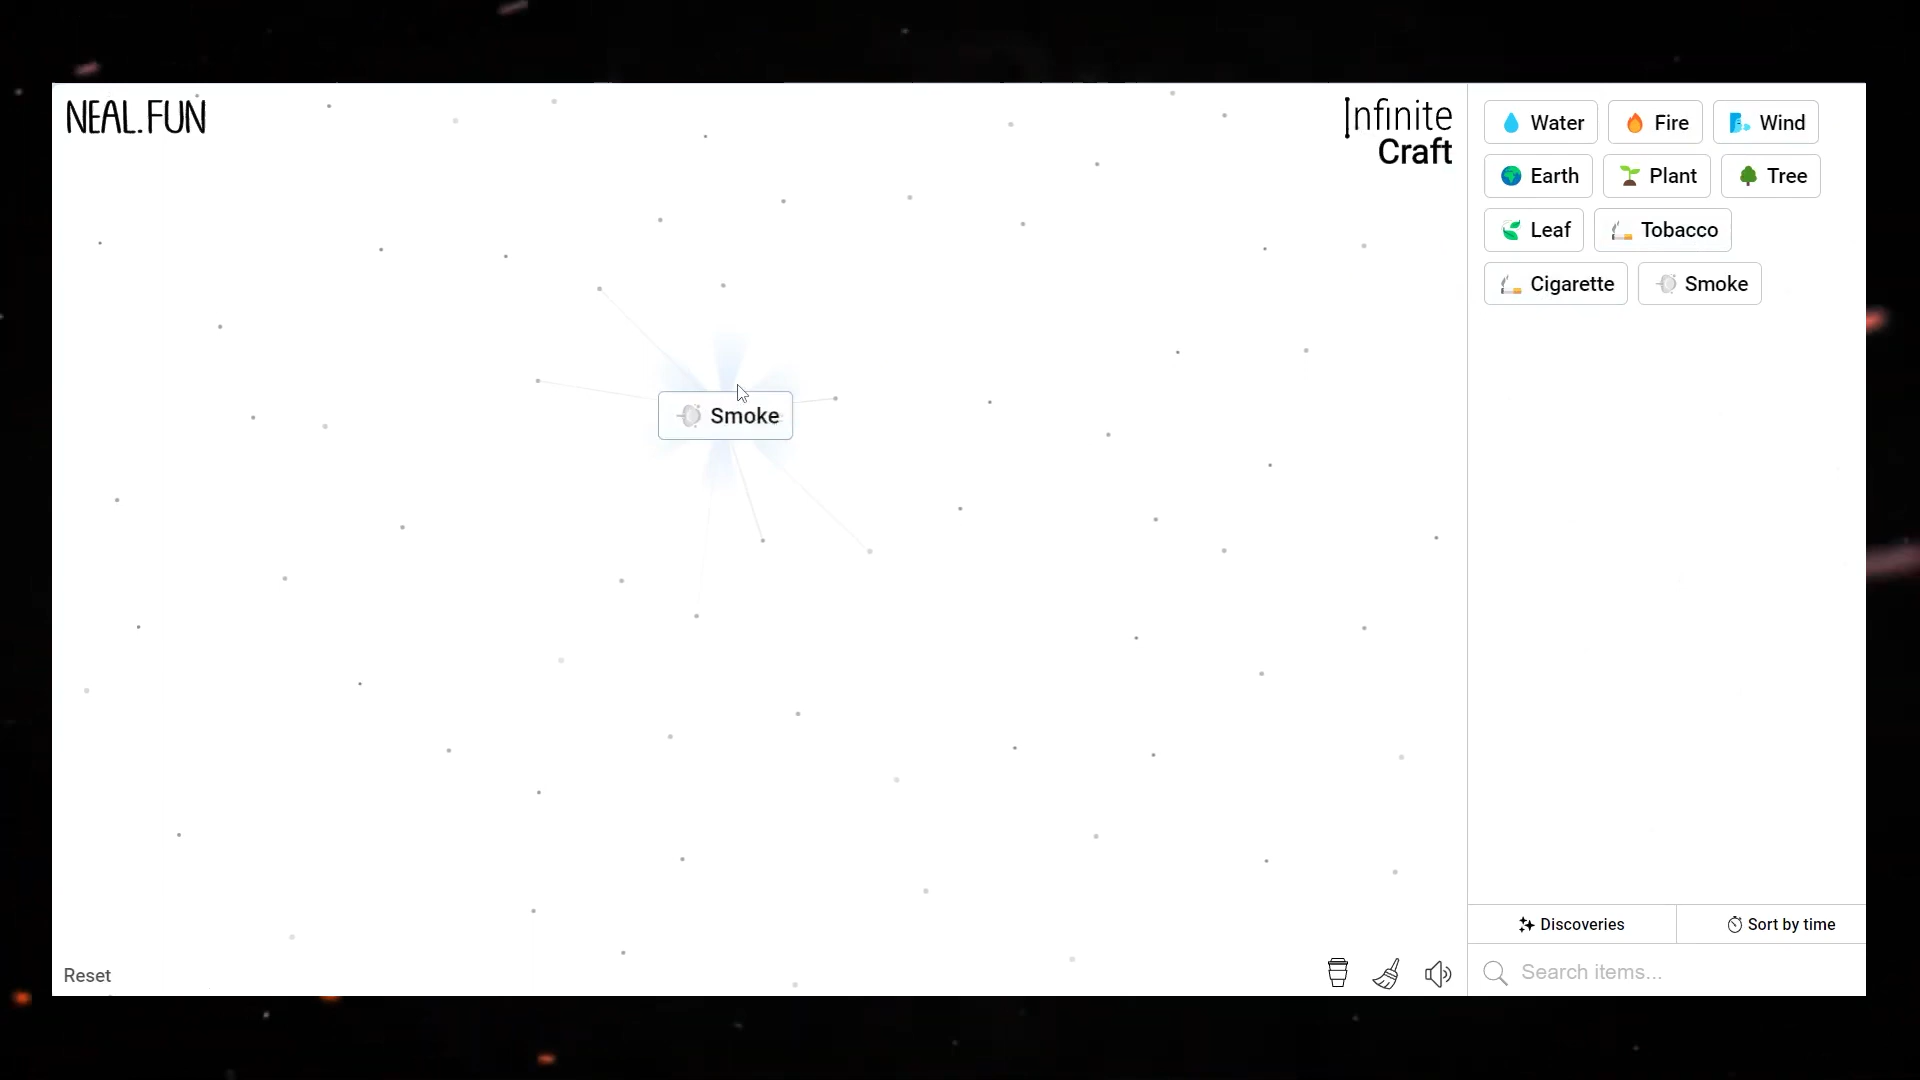 NEAL.FUN
Infinite
Craft
Water
Fire
Wind
Earth
Plant
Tree
Leaf
Tobacco
Cigarette
Smoke
Smoke
Discoveries
Sort by time
Reset
Search items...